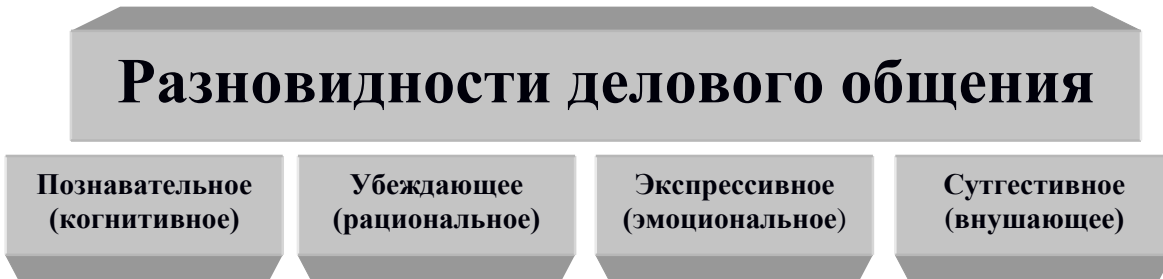 Разновидности делового общения
Познавательное
(когнитивное)
Убеждающее
(рациональное)
Экспрессивное
(эмоциональное)
Сутгестивное
(внушающее)